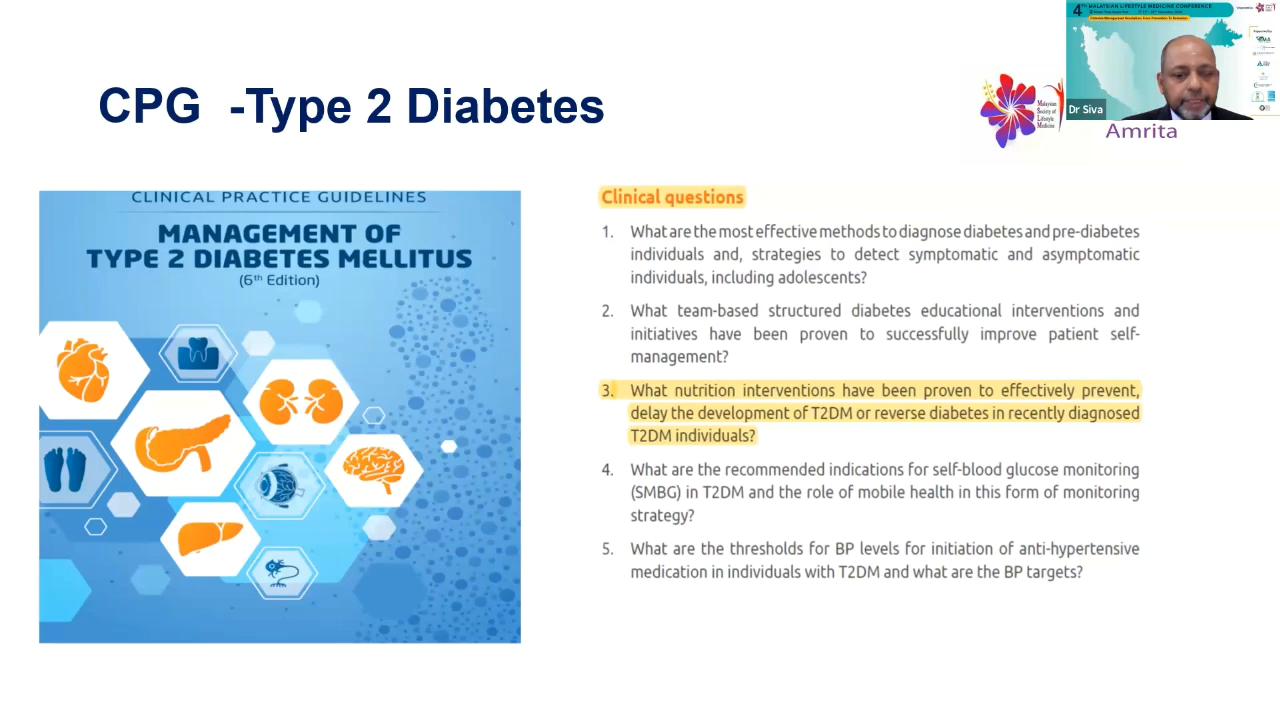 4TH MALAYSIAN LIFESTYLE MEDICINE CONFERENCE
CPG -Type 2 Diabetes
Malaysian
Society of
Lifestyle
Medicine
Dr Siva
Amrita
CLINICAL PRACTICE GUIDELINES
MANAGEMENT OF
TYPE 2 DIABETES MELLITUS
(6th Edition)
Clinical questions
1. What are the most effective methods to diagnose diabetes and pre-diabetes
individuals and, strategies to detect symptomatic and asymptomatic
individuals, including adolescents?
2. What team-based structured diabetes educational interventions and
initiatives have been proven to successfully improve patient self-
management?
3. What nutrition interventions have been proven to effectively prevent,
delay the development of T2DM or reverse diabetes in recently diagnosed
T2DM individuals?
4. What are the recommended indications for self-blood glucose monitoring
(SMBG) in T2DM and the role of mobile health in this form of monitoring
strategy?
5. What are the thresholds for BP levels for initiation of anti-hypertensive
medication in individuals with T2DM and what are the BP targets?